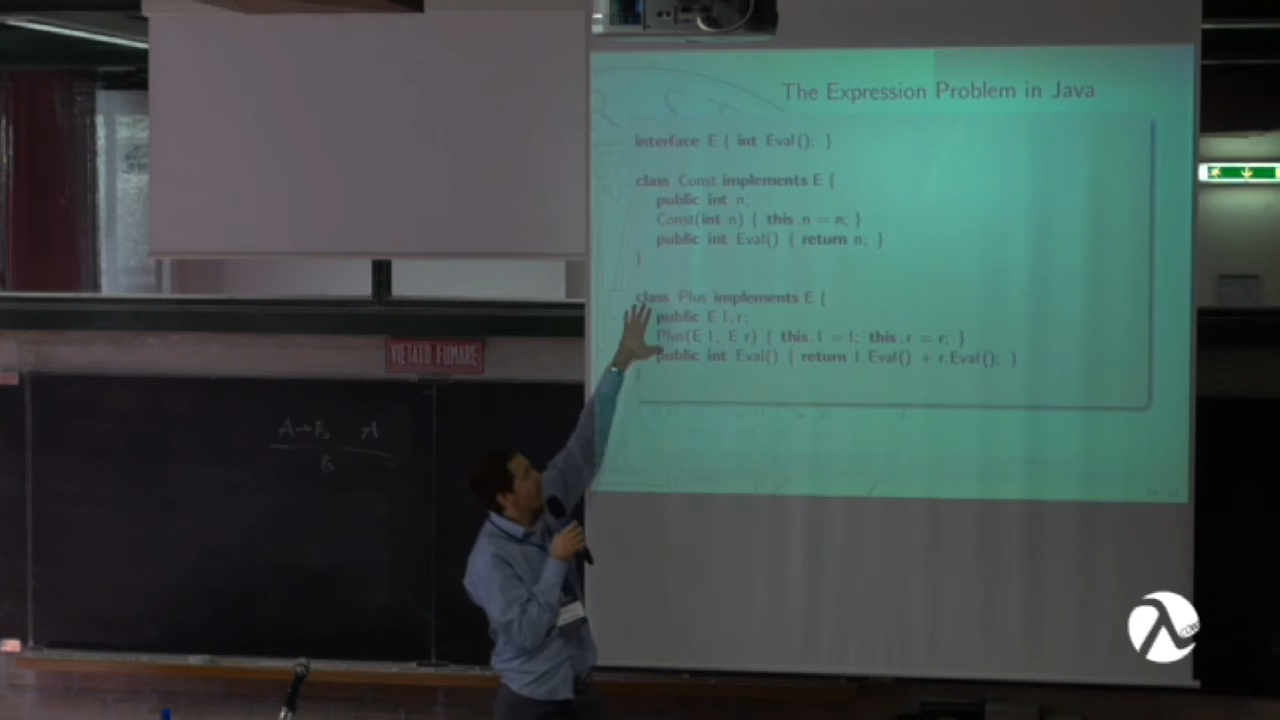 The Expression Problem in Java
interface E { int Eval(); }
class Const implements E {
public int n;
Const(int n) { this.n = n; }
public int Eval() { return n; }
}
class Plus implements E {
public E l, r;
Plus(E l, E r) { this.l = l; this.r = r; }
public int Eval() { return l.Eval() + r.Eval(); }
VIETATO FUMARE
A→B A
B
λ CON